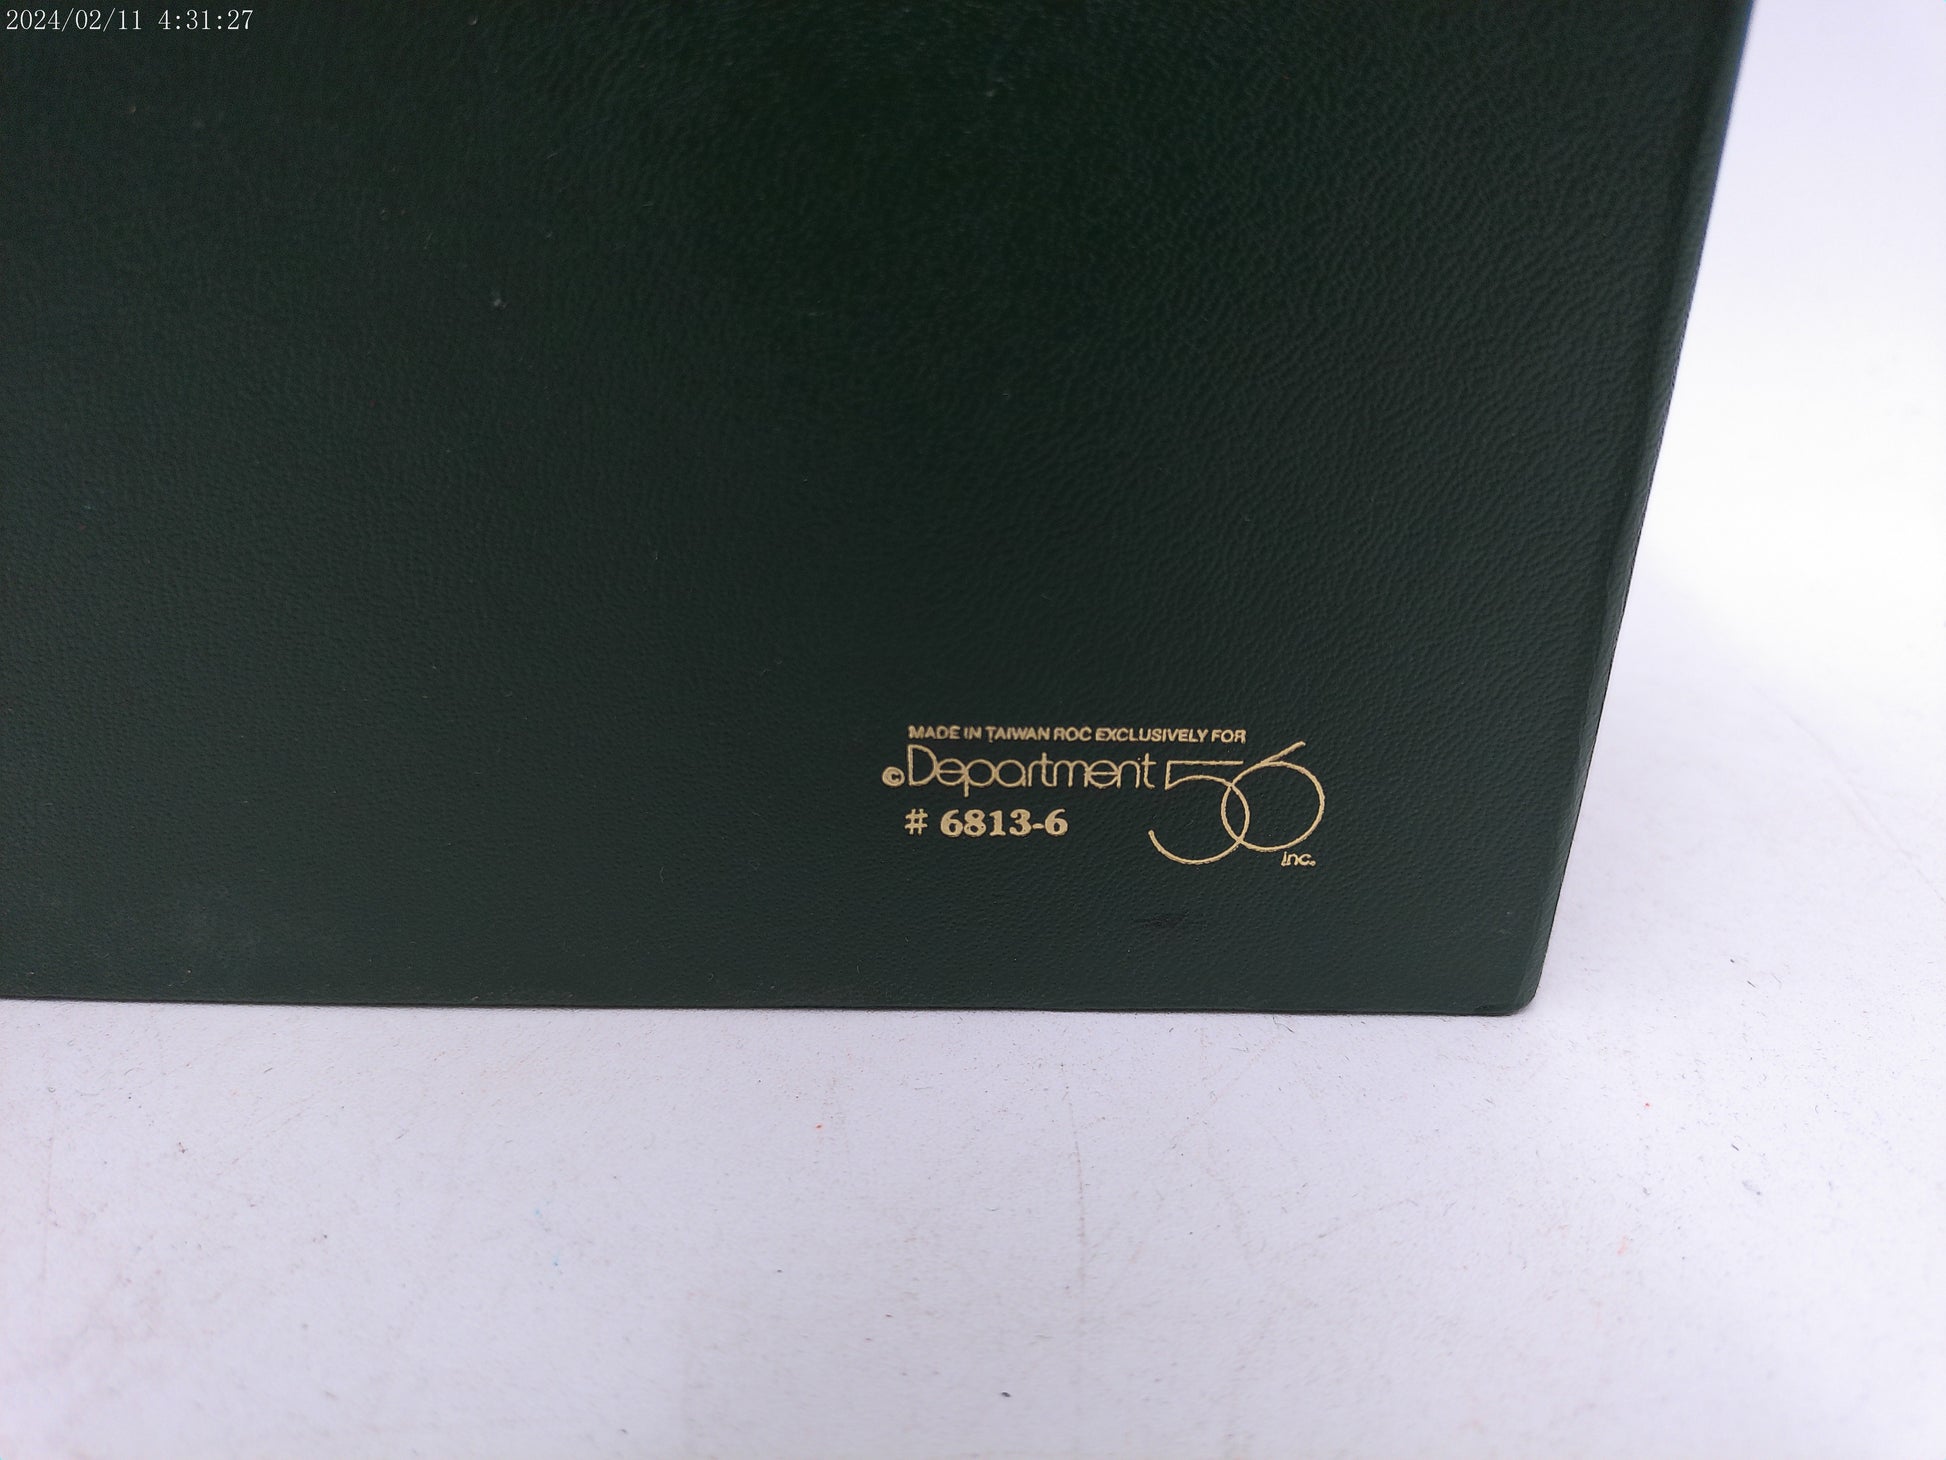 2024/02/11 4:31:27
MADE IN TAIWAN ROC EXCLUSIVELY FOR
©Department 56
# 6813-6
inc.